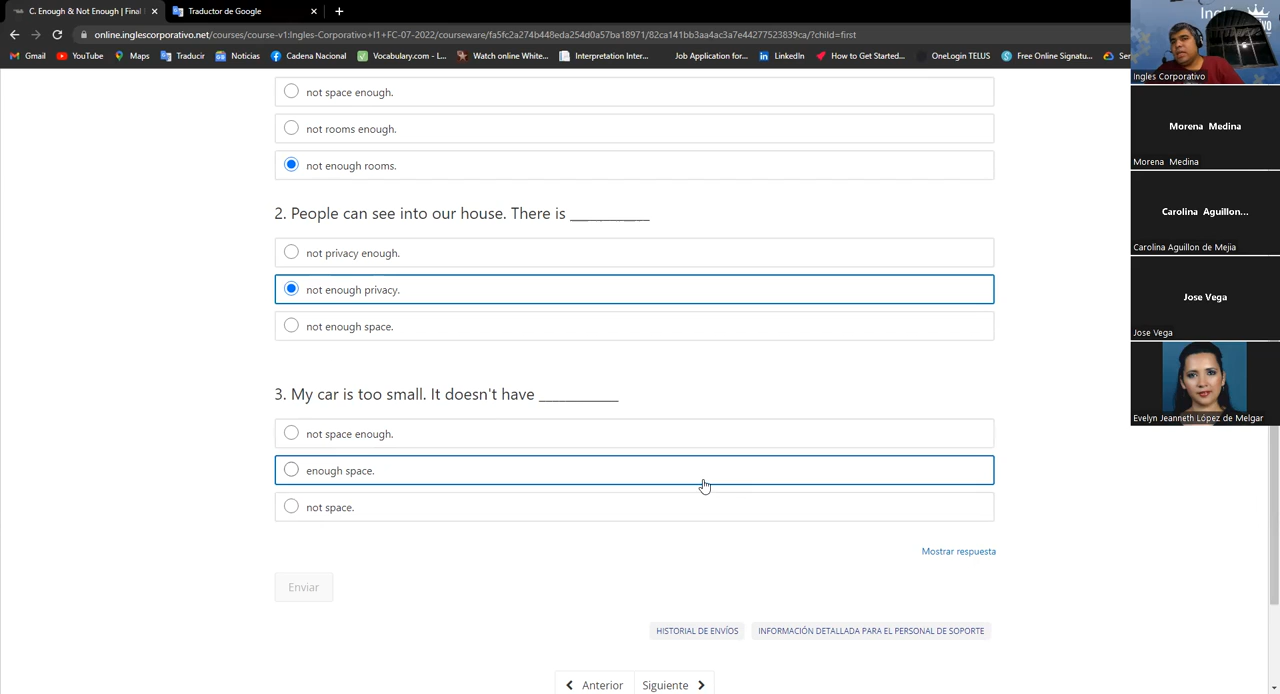 C. Enough & Not Enough | Final
Traductor de Google
online.inglescorporativo.net/courses/course-v1:Ingles-Corporativo+I1+FC-07-2022/courseware/fa5fc2a274b448eda254d0a57ba18971/82ca141bb3aa4ac3a7e44277523839ca/?child=first
Gmail YouTube Maps Traducir Noticias Cadena Nacional Vocabulary.com - L... Watch online White... Interpretation Inter... Job Application for... LinkedIn How to Get Started... OneLogin TELUS Free Online Signatu... Ser
Ingles Corporativo
Morena Medina
Morena Medina
Carolina Aguillon...
Carolina Aguillon de Mejia
Jose Vega
Jose Vega
Evelyn Jeanneth López de Melgar
not space enough.
not rooms enough.
not enough rooms.
2. People can see into our house. There is ___________
not privacy enough.
not enough privacy.
not enough space.
3. My car is too small. It doesn't have ___________
not space enough.
enough space.
not space.
Mostrar respuesta
Enviar
HISTORIAL DE ENVÍOS INFORMACIÓN DETALLADA PARA EL PERSONAL DE SOPORTE
Anterior Siguiente